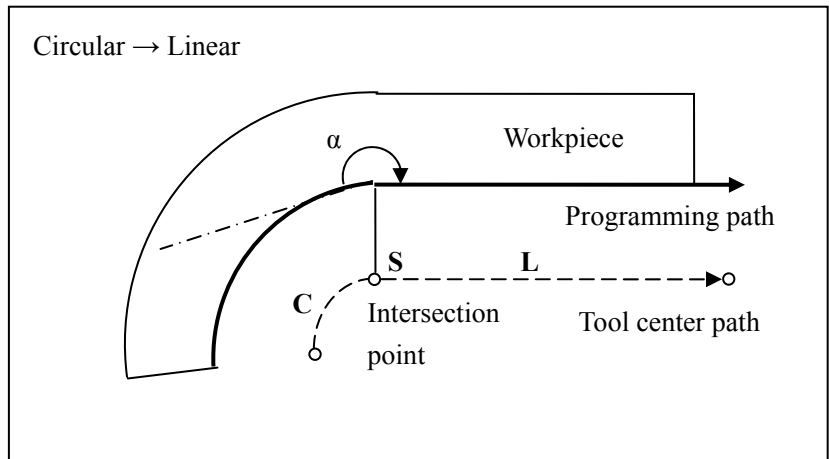 Circular → Linear
α
Workpiece
Programming path
S
L
C
Intersection
point
Tool center path